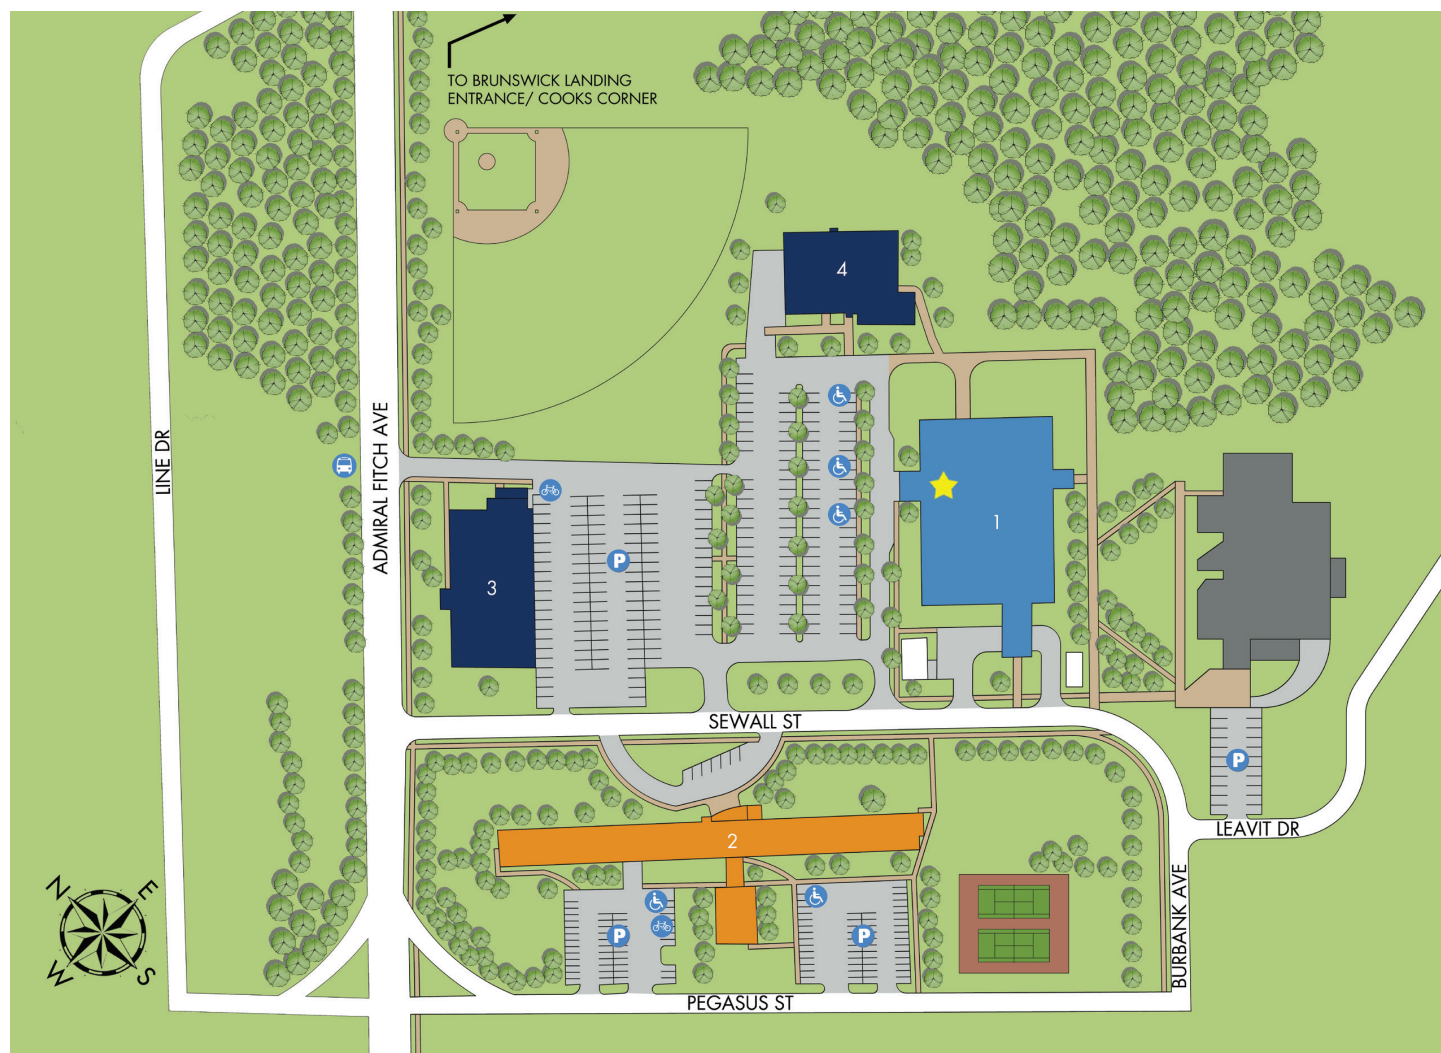 TO BRUNSWICK LANDING
ENTRANCE/ COOKS CORNER
4
LINE DR
ADMIRAL FITCH AVE
1
3
P
SEWALL ST
P
LEAVIT DR
2
BURBANK AVE
P
P
PEGASUS ST
N
E
W
S